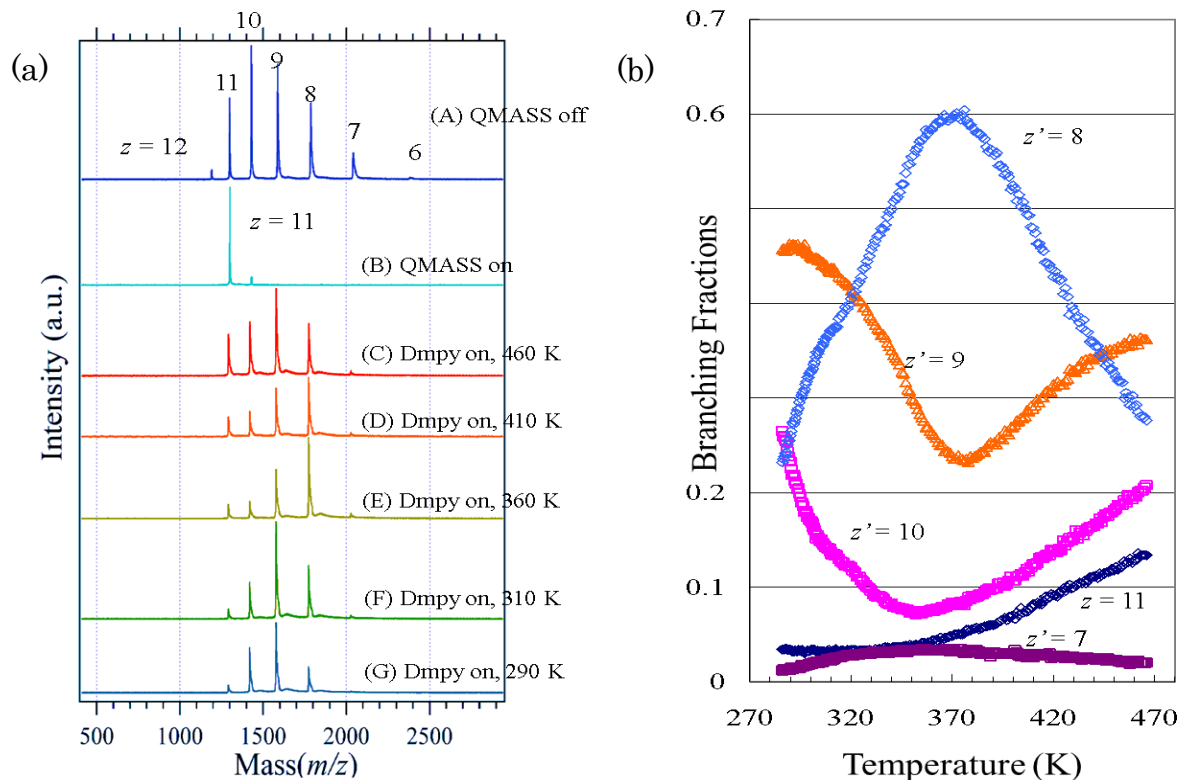 (a)
10
11
9
8
7
6
z = 12
(A) QMASS off
z = 11
(B) QMASS on
(C) Dmpy on, 460 K
(D) Dmpy on, 410 K
(E) Dmpy on, 360 K
(F) Dmpy on, 310 K
(G) Dmpy on, 290 K
Intensity (a.u.)
500 1000 1500 2000 2500
Mass(m/z)
(b)
0.7
0.6
0.3
0.2
0.1
0
Branching Fractions
z' = 8
z' = 9
z' = 10
z = 11
z' = 7
270 320 370 420 470
Temperature (K)